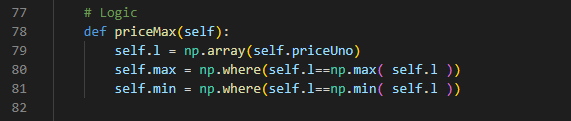 77 # Logic
78 def priceMax(self):
79 self.l = np.array(self.priceUno)
80 self.max = np.where(self.l==np.max( self.l ))
81 self.min = np.where(self.l==np.min( self.l ))
82